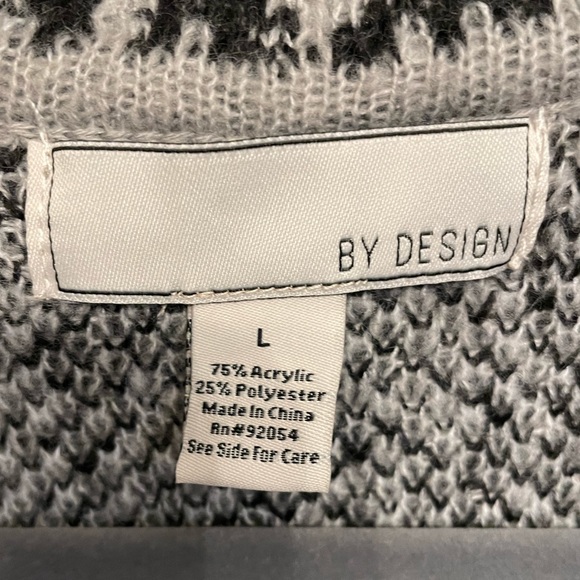 BY DESIGN
L
75% Acrylic
25% Polyester
Made In China
Rn#92054
See Side For Care